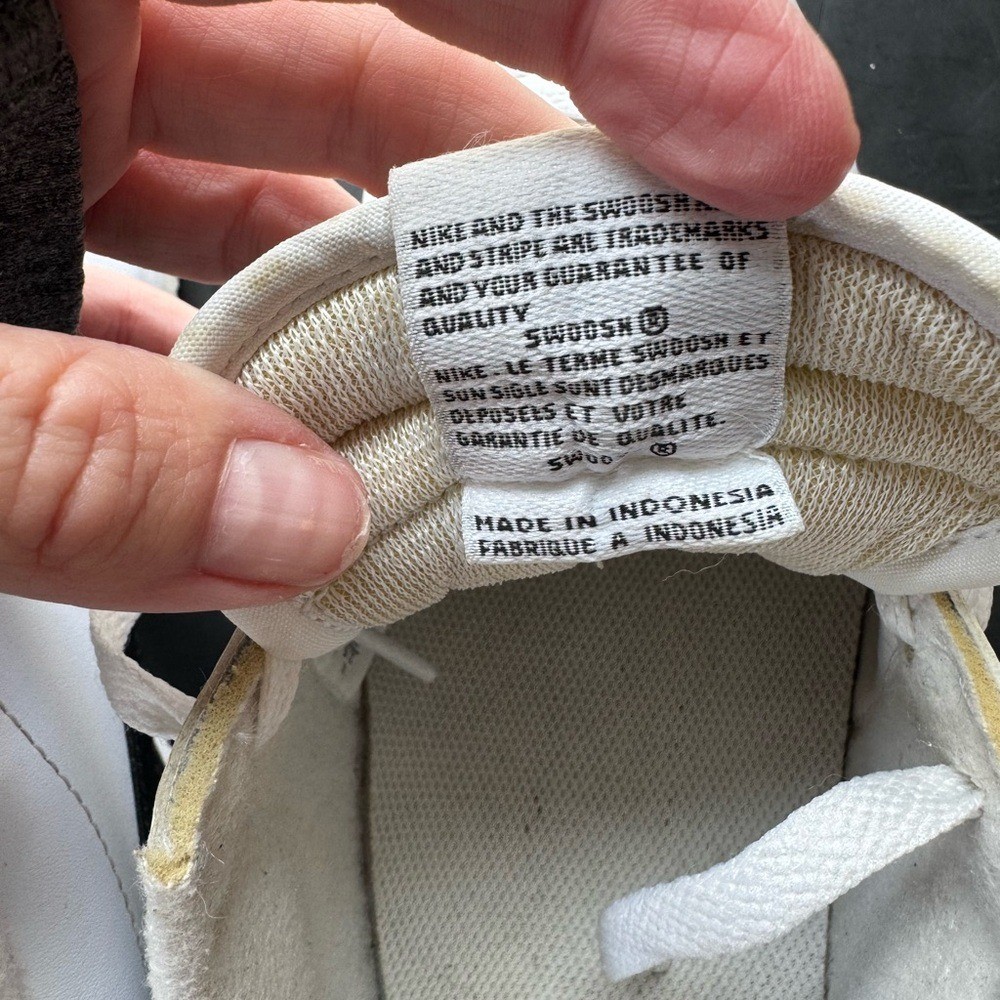 NIKE AND THE SWOOSH
AND STRIPE ARE TRADEMARKS
AND YOUR GUARANTEE OF
QUALITY
SWOOSH®
NIKE - LE TERME SWOOSH ET
SON SIGLE SONT DES MARQUES
DEPOSEES ET VOTRE
GARANTIE DE QUALITE.
SWOO ®
MADE IN INDONESIA
FABRIQUE A INDONESIA